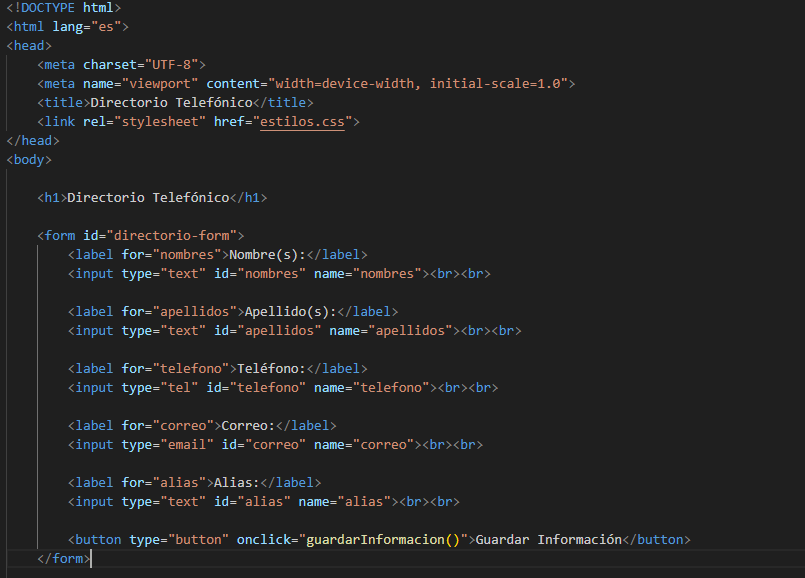 <!DOCTYPE html>
<html lang="es">
<head>
    <meta charset="UTF-8">
    <meta name="viewport" content="width=device-width, initial-scale=1.0">
    <title>Directorio Telefónico</title>
    <link rel="stylesheet" href="estilos.css">
</head>
<body>

    <h1>Directorio Telefónico</h1>

    <form id="directorio-form">
        <label for="nombres">Nombre(s):</label>
        <input type="text" id="nombres" name="nombres"><br><br>

        <label for="apellidos">Apellido(s):</label>
        <input type="text" id="apellidos" name="apellidos"><br><br>

        <label for="telefono">Teléfono:</label>
        <input type="tel" id="telefono" name="telefono"><br><br>

        <label for="correo">Correo:</label>
        <input type="email" id="correo" name="correo"><br><br>

        <label for="alias">Alias:</label>
        <input type="text" id="alias" name="alias"><br><br>

        <button type="button" onclick="guardarInformacion()">Guardar Información</button>
    </form>